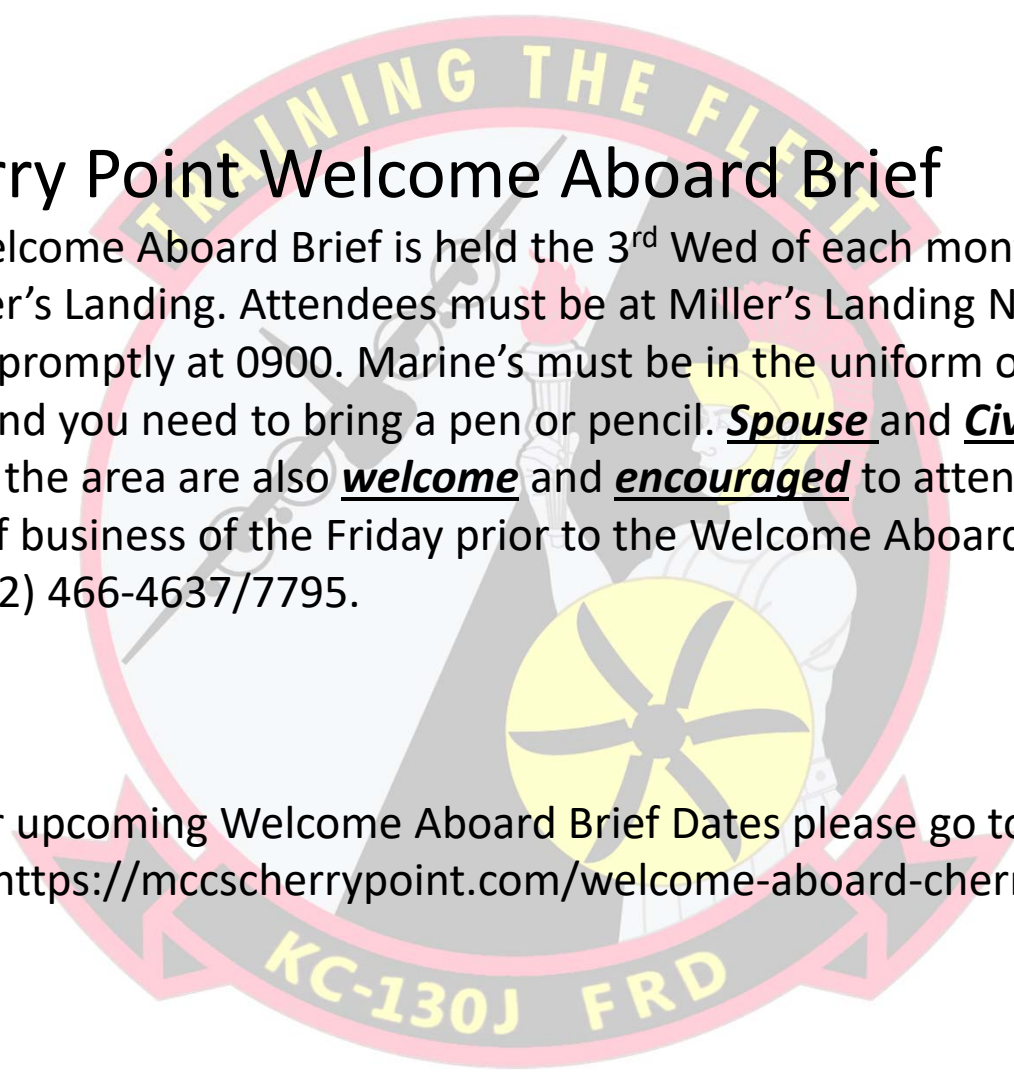 TRAINING THE FLEET
rry Point Welcome Aboard Brief
elcome Aboard Brief is held the 3rd Wed of each mon
er's Landing. Attendees must be at Miller's Landing N
promptly at 0900. Marine's must be in the uniform o
nd you need to bring a pen or pencil. Spouse and Civ
the area are also welcome and encouraged to atten
f business of the Friday prior to the Welcome Aboard
2) 466-4637/7795.
r upcoming Welcome Aboard Brief Dates please go to
https://mccscherrypoint.com/welcome-aboard-cherr
KC-130J FRD